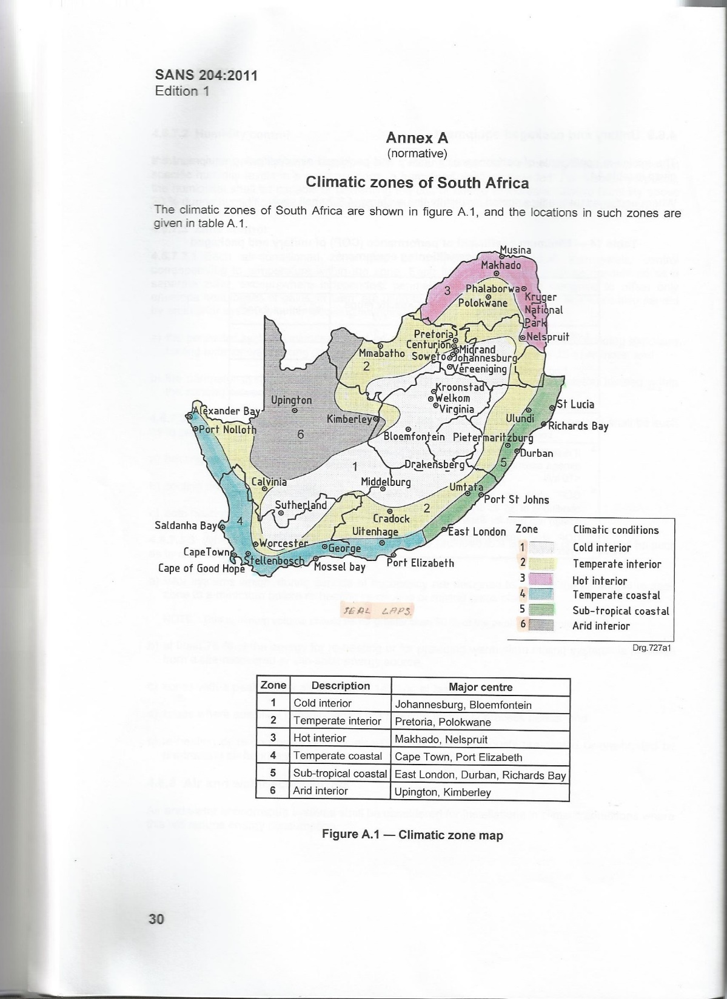 SANS 204:2011
Edition 1
Annex A
(normative)
Climatic zones of South Africa
The climatic zones of South Africa are shown in figure A.1, and the locations in such zones are
given in table A.1.
Musina
Makhado
3
Phalaborwa
Polokwane
Kruger
National
Park
Nelspruit
Pretoria
Centurion
Midrand
Mmabatho
Soweto
Johannesburg
2
Vereeniging
Kroonstad
Welkom
Virginia
Upington
Alexander Bay
Port Nolloth
Kimberley
6
St Lucia
Ulundi
Richards Bay
Bloemfontein
Pietermaritzburg
Durban
5
1
Drakensberg
Calvinia
Middelburg
Umtata
Port St Johns
Sutherland
2
Cradock
4
Saldanha Bay
Uitenhage
East London
Worcester
George
CapeTown
Stellenbosch
Cape of Good Hope
Mossel bay
Port Elizabeth
Zone Climatic conditions
1 Cold interior
2 Temperate interior
3 Hot interior
4 Temperate coastal
5 Sub-tropical coastal
6 Arid interior
SEAL LAPS.
Drg.727a1
Zone Description Major centre
1 Cold interior Johannesburg, Bloemfontein
2 Temperate interior Pretoria, Polokwane
3 Hot interior Makhado, Nelspruit
4 Temperate coastal Cape Town, Port Elizabeth
5 Sub-tropical coastal East London, Durban, Richards Bay
6 Arid interior Upington, Kimberley
Figure A.1 — Climatic zone map
30